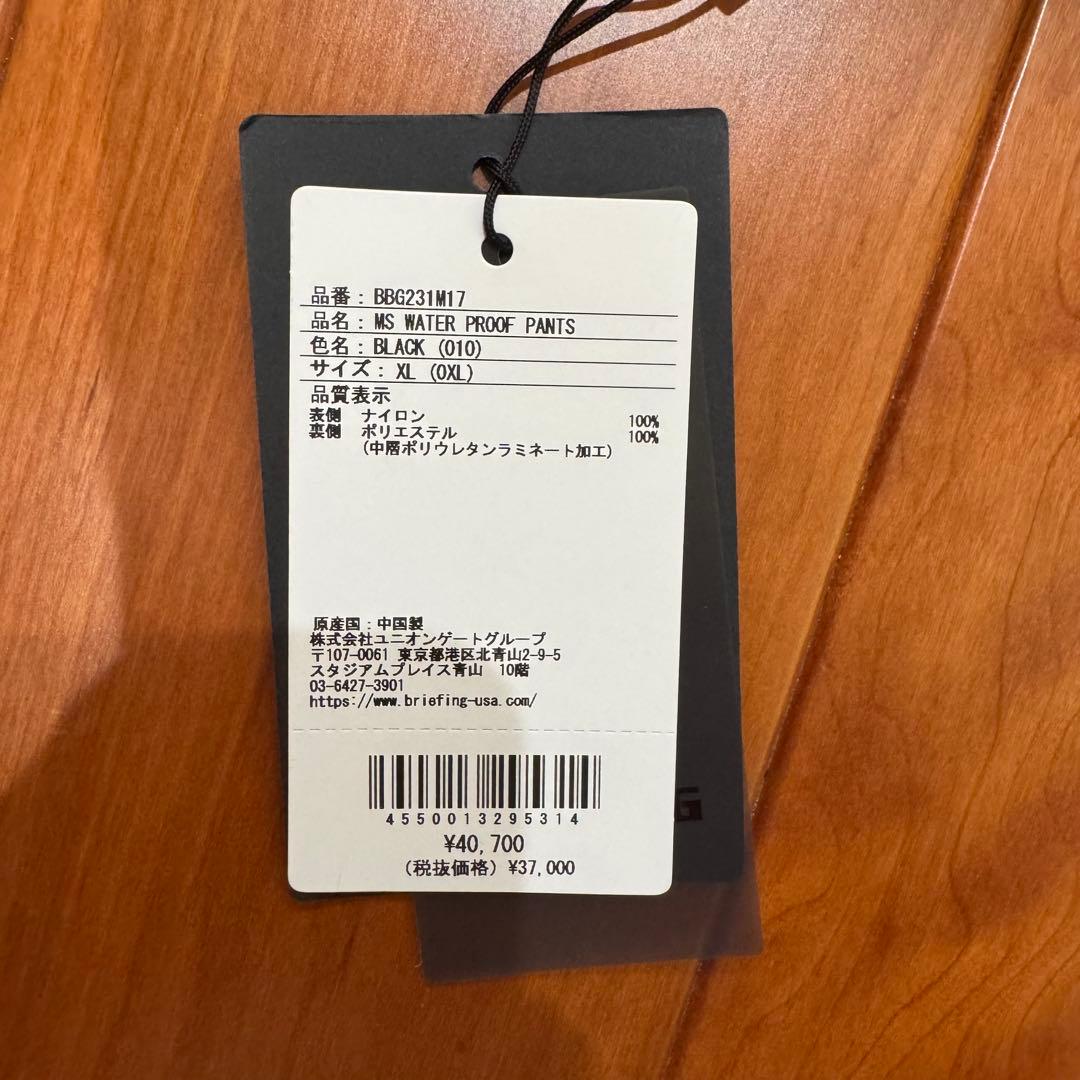 品番：BBG231M17
品名：MS WATER PROOF PANTS
色名：BLACK (010)
サイズ：XL (0XL)
品質表示
表側 ナイロン 100%
裏側 ポリエステル 100%
(中層ポリウレタンラミネート加工)
原産国：中国製
株式会社ユニオンゲートグループ
〒107-0061 東京都港区北青山2-9-5
スタジアムプレイス青山 10階
03-6427-3901
https://www.briefing-usa.com/
4550013295314
¥40,700
(税抜価格) ¥37,000
G